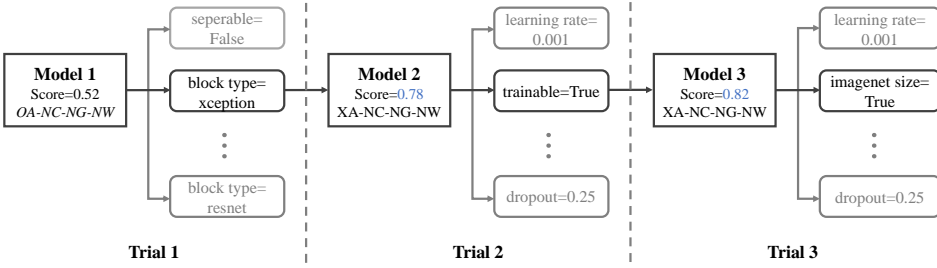 Model 1
Score=0.52
OA-NC-NG-NW
seperable=
False
block type=
xception
block type=
resnet
Trial 1
Model 2
Score=0.78
XA-NC-NG-NW
learning rate=
0.001
trainable=True
dropout=0.25
Trial 2
Model 3
Score=0.82
XA-NC-NG-NW
learning rate=
0.001
imagenet size=
True
dropout=0.25
Trial 3